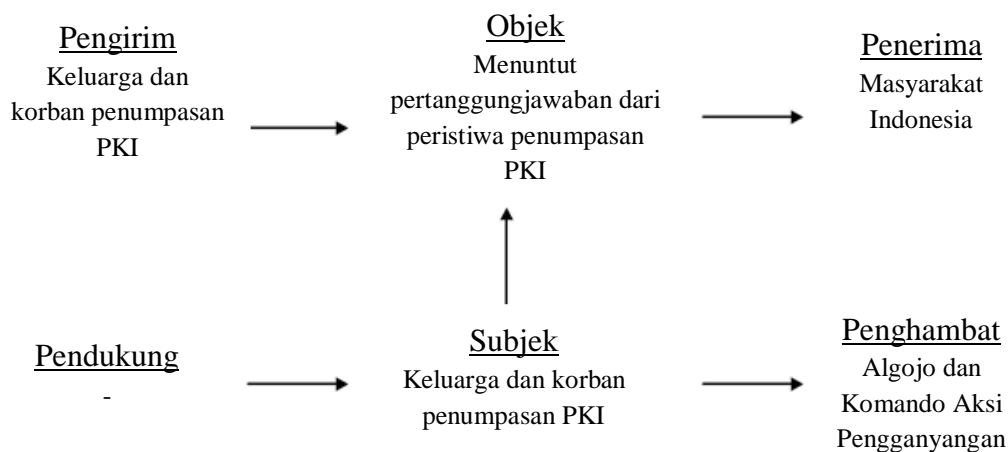 Pengirim
Keluarga dan
korban penumpasan
PKI
Objek
Menuntut
pertanggungjawaban dari
peristiwa penumpasan
PKI
Penerima
Masyarakat
Indonesia
Pendukung
-
Subjek
Keluarga dan korban
penumpasan PKI
Penghambat
Algojo dan
Komando Aksi
Pengganyangan